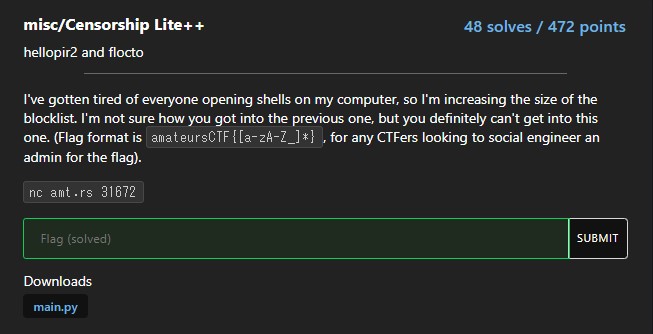 misc/Censorship Lite++
48 solves / 472 points
hellopir2 and flocto
I've gotten tired of everyone opening shells on my computer, so I'm increasing the size of the
blocklist. I'm not sure how you got into the previous one, but you definitely can't get into this
one. (Flag format is amateursCTF{[a-zA-Z_]*}, for any CTFers looking to social engineer an
admin for the flag).
nc amt.rs 31672
Flag (solved)
SUBMIT
Downloads
main.py